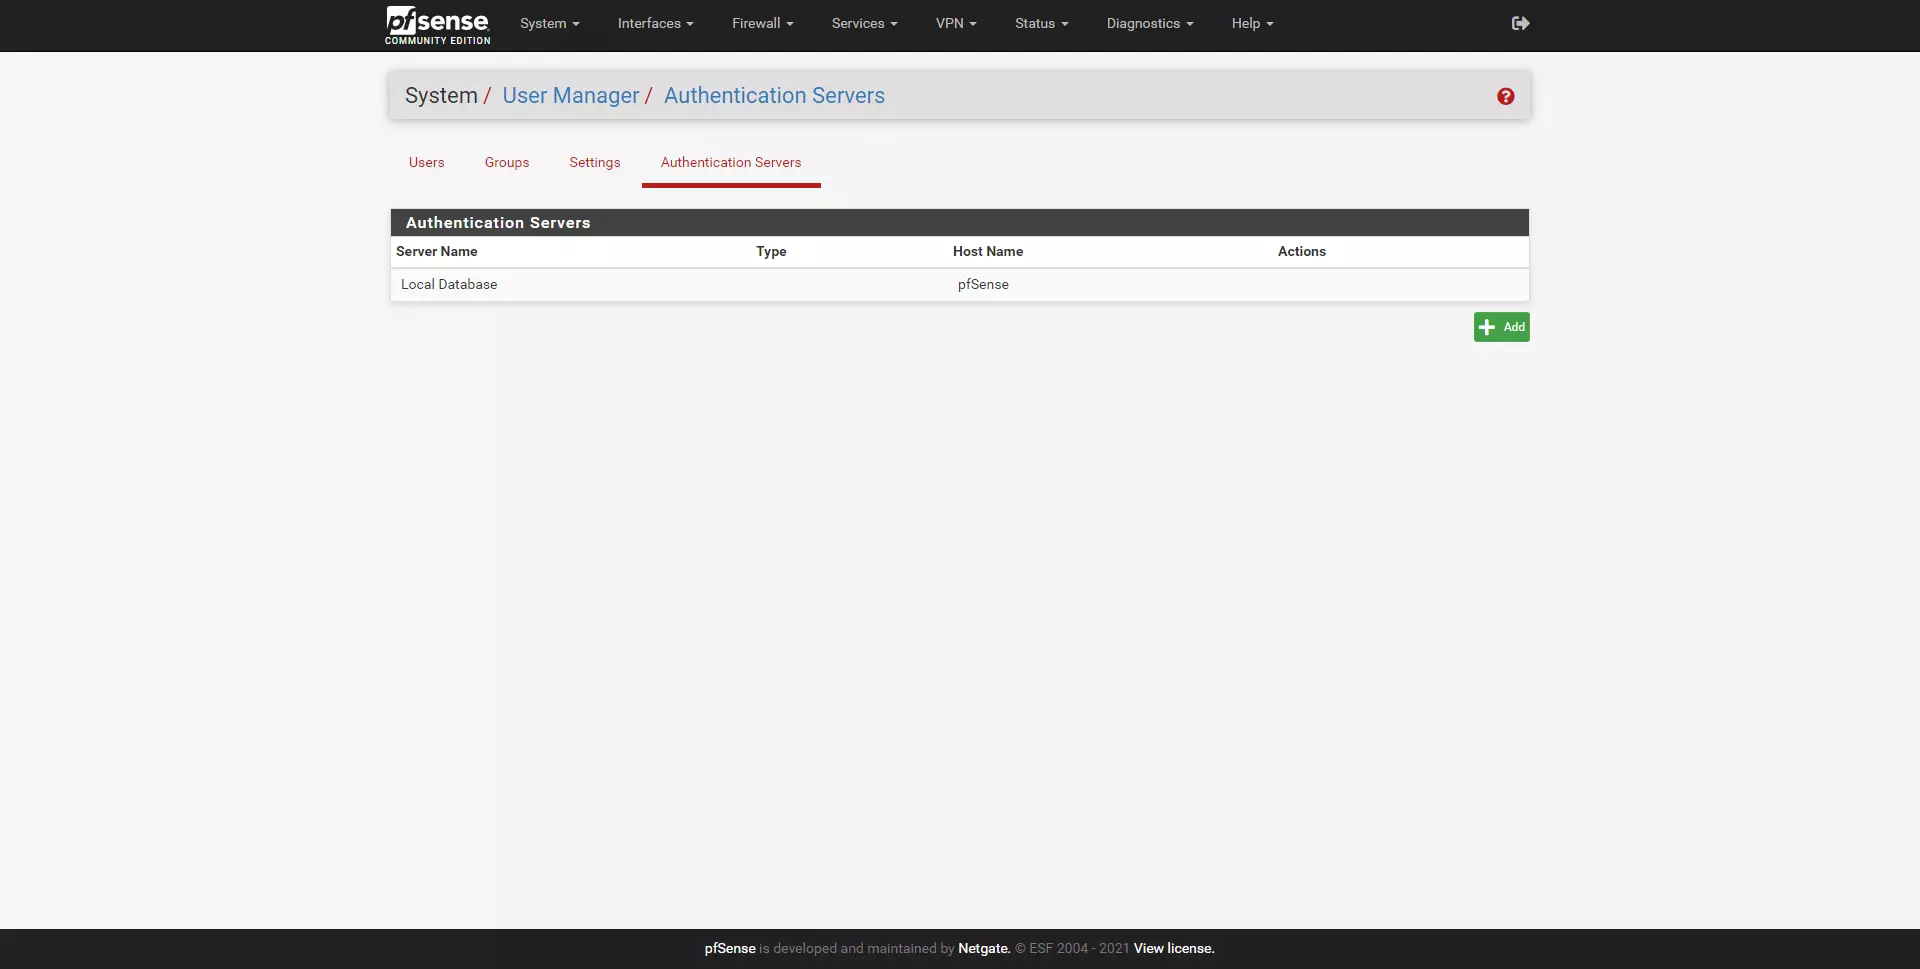 pfsense
COMMUNITY EDITION
System Interfaces Firewall Services VPN Status Diagnostics Help
System / User Manager / Authentication Servers
Users Groups Settings Authentication Servers
Authentication Servers
Server Name Type Host Name Actions
Local Database pfSense
Add
pfSense is developed and maintained by Netgate. © ESF 2004 - 2021 View license.